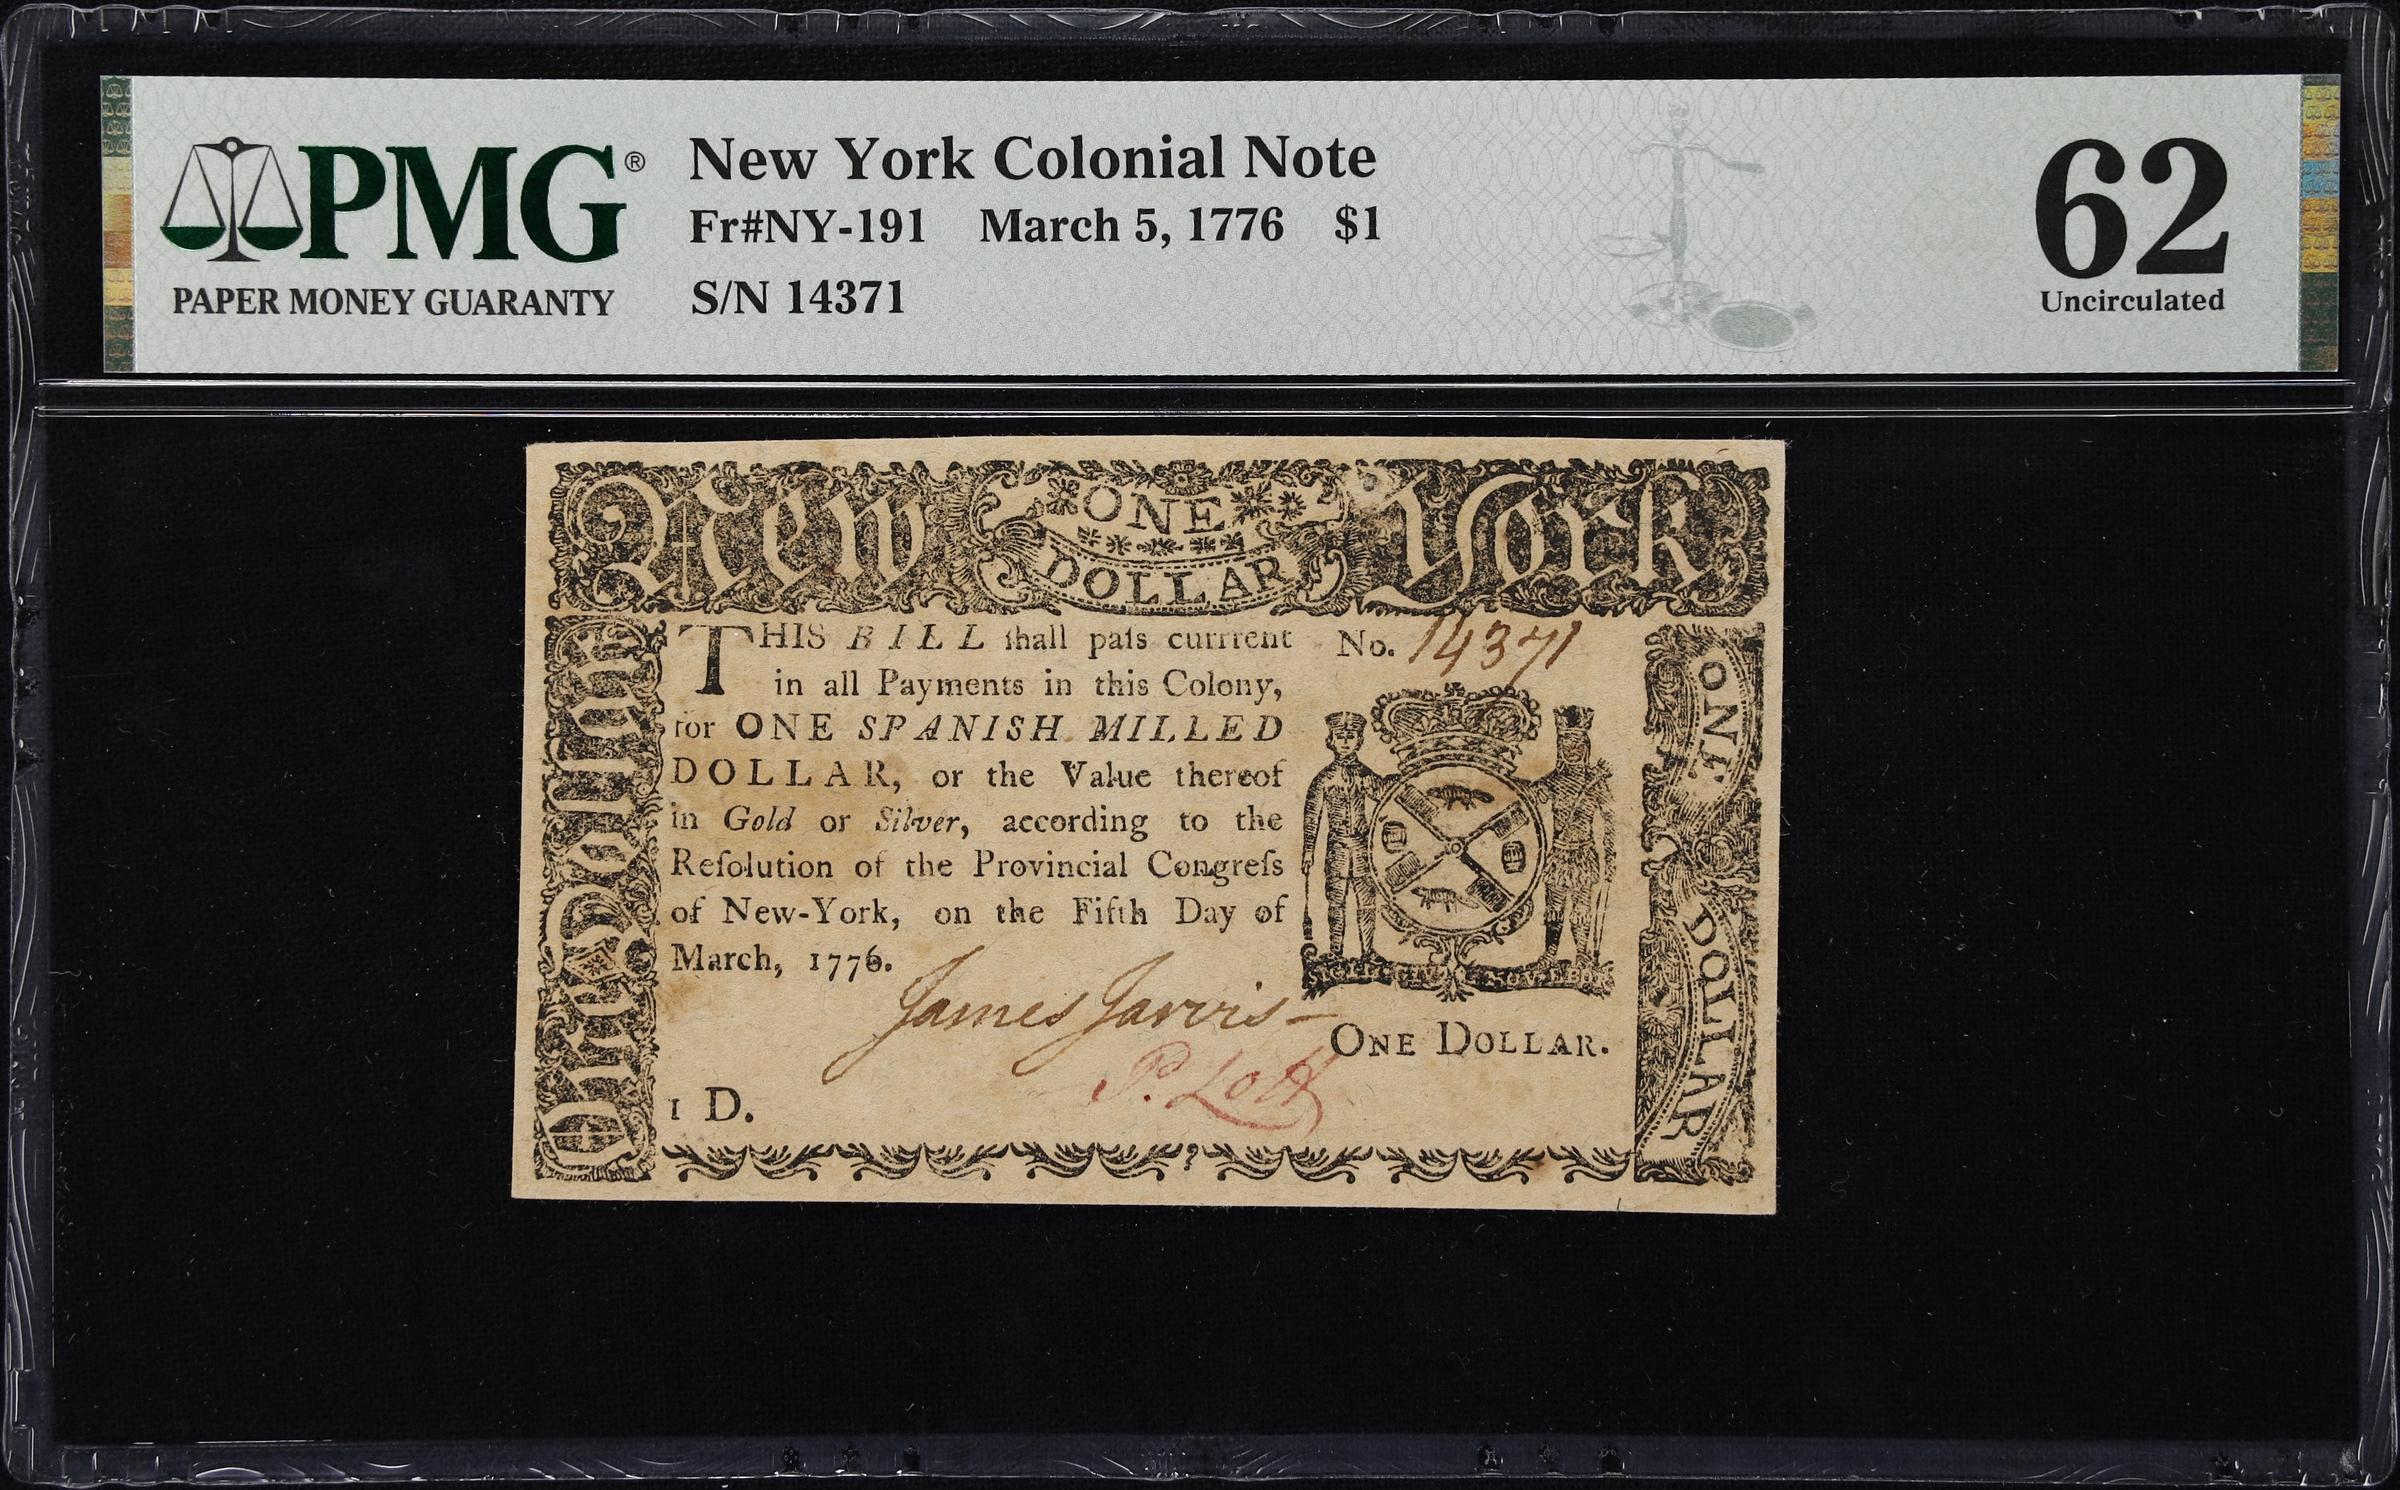 PMG®
PAPER MONEY GUARANTY
New York Colonial Note
Fr#NY-191 March 5, 1776 $1
S/N 14371
62
Uncirculated
New ONE DOLLAR York
THIS BILL ſhall paſs currrent
in all Payments in this Colony,
for ONE SPANISH MILLED
DOLLAR, or the Value thereof
in Gold or Silver, according to the
Reſolution of the Provincial Congreſs
of New-York, on the Fifth Day of
March, 1776.
No. 14371
James Jarvis
P. Lott
ONE DOLLAR.
1 D.
ONE DOLLAR